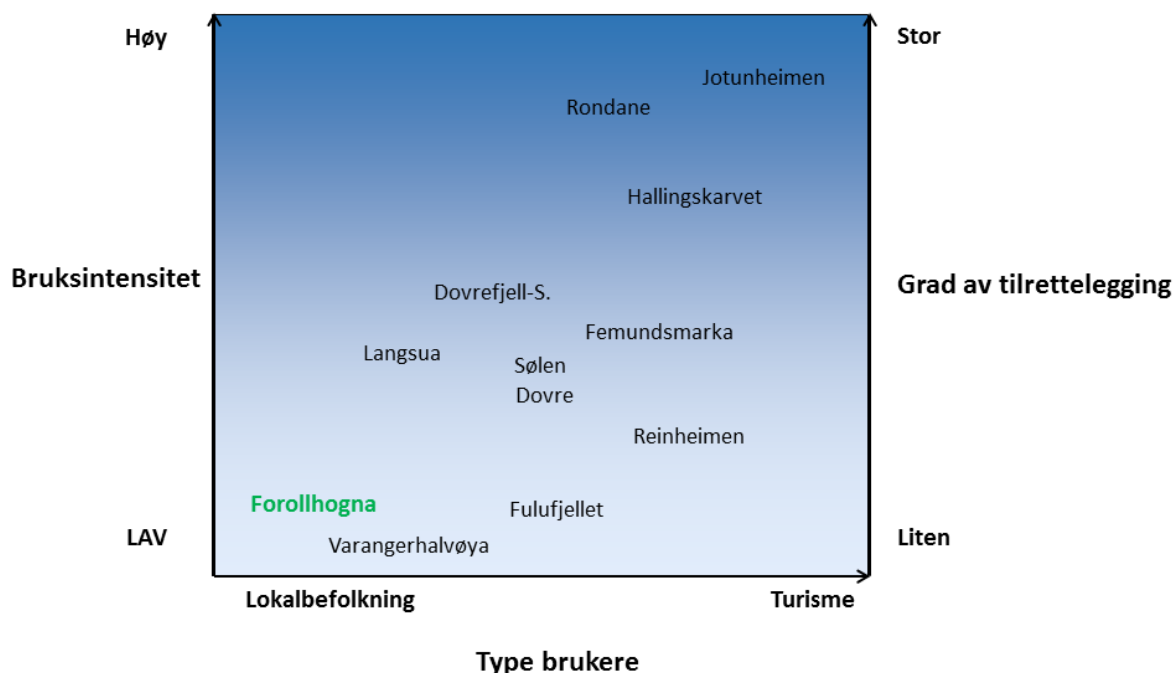 Høy
Stor
Jotunheimen
Rondane
Hallingskarvet
Bruksintensitet
Grad av tilrettelegging
Dovrefjell-S.
Femundsmarka
Langsua
Sølen
Dovre
Reinheimen
Forollhogna
Fulufjellet
LAV
Liten
Varangerhalvøya
Lokalbefolkning
Turisme
Type brukere